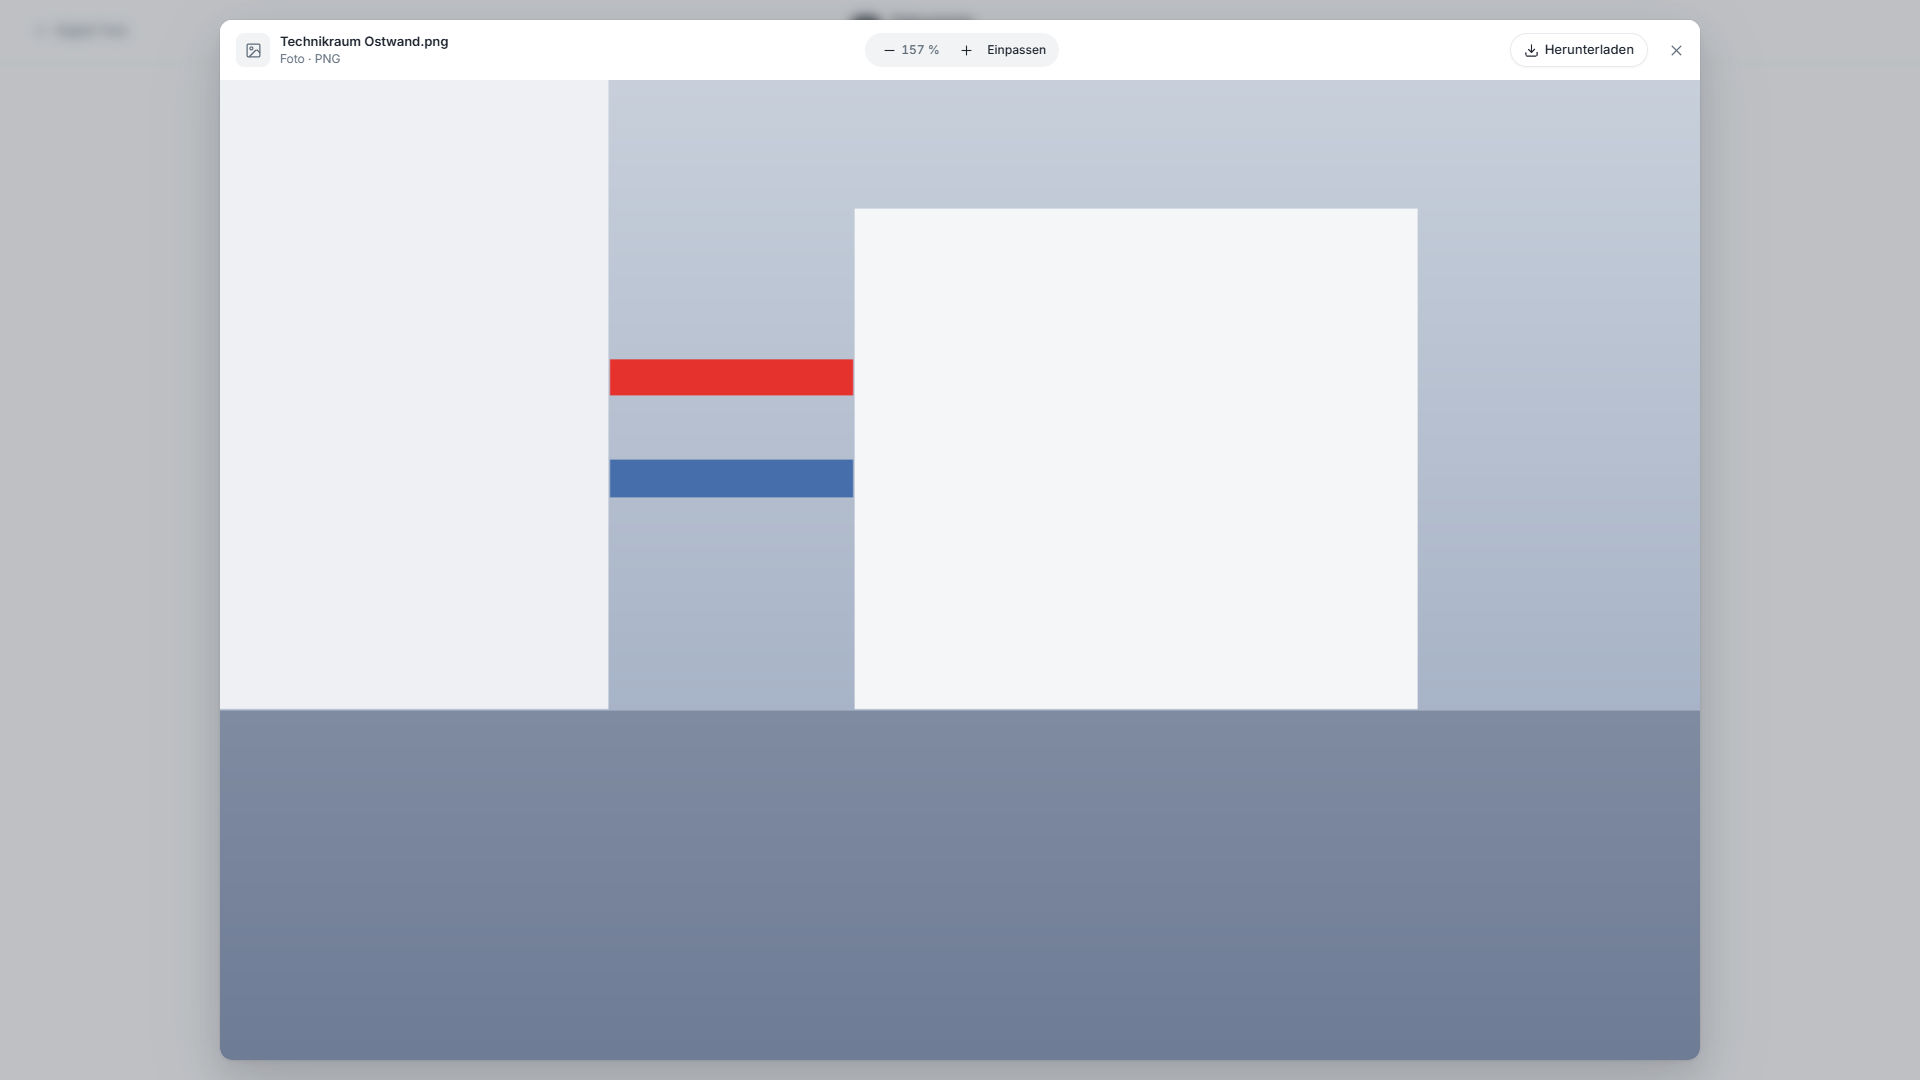 Technikraum Ostwand.png
Foto · PNG
157 %
Einpassen
Herunterladen